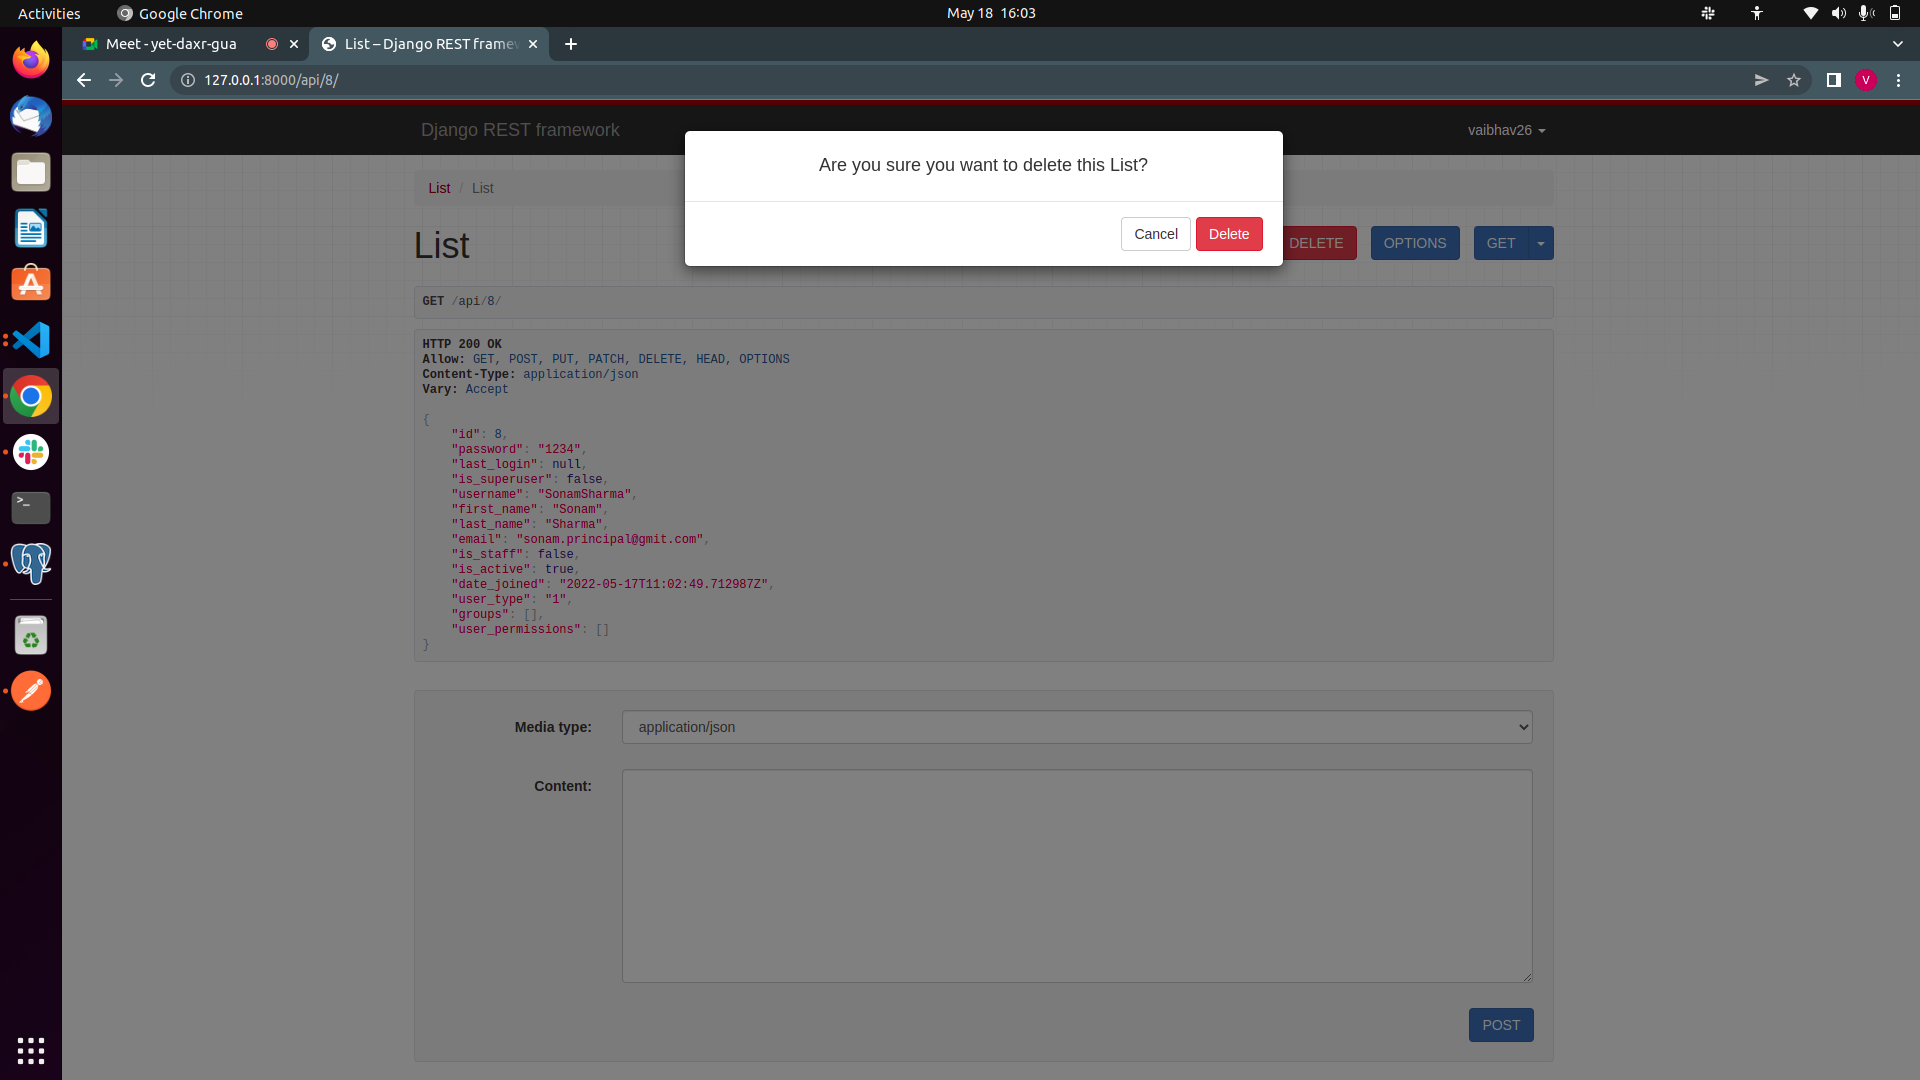 Activities
Google Chrome
May 18 16:03
Meet - yet-daxr-gua
List – Django REST framew
127.0.0.1:8000/api/8/
V
Django REST framework
vaibhav26
Are you sure you want to delete this List?
Cancel
Delete
List / List
List
DELETE
OPTIONS
GET
GET /api/8/
HTTP 200 OK
Allow: GET, POST, PUT, PATCH, DELETE, HEAD, OPTIONS
Content-Type: application/json
Vary: Accept
{
"id": 8,
"password": "1234",
"last_login": null,
"is_superuser": false,
"username": "SonamSharma",
"first_name": "Sonam",
"last_name": "Sharma",
"email": "sonam.principal@gmit.com",
"is_staff": false,
"is_active": true,
"date_joined": "2022-05-17T11:02:49.712987Z",
"user_type": "1",
"groups": [],
"user_permissions": []
}
Media type:
application/json
Content:
POST